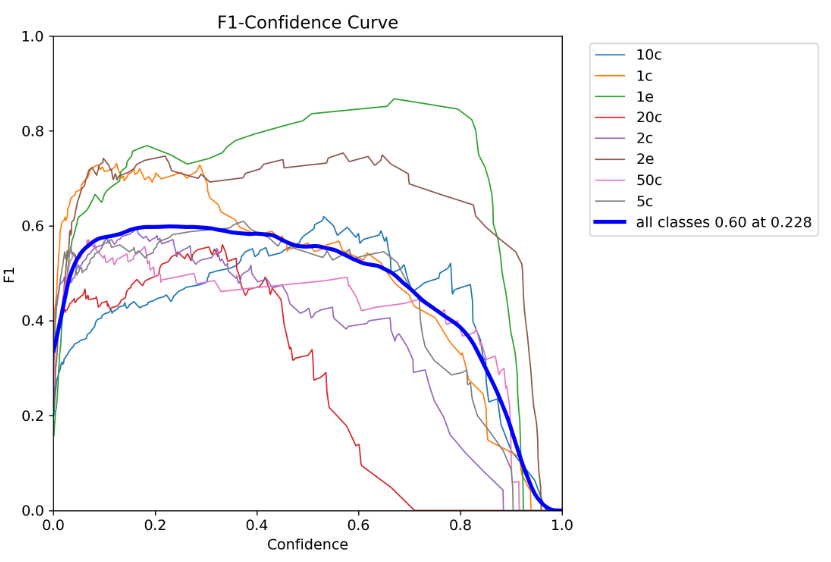 F1-Confidence Curve
1.0
0.8
0.6
0.4
0.2
0.0
F1
0.0 0.2 0.4 0.6 0.8 1.0
Confidence
10c
1c
1e
20c
2c
2e
50c
5c
all classes 0.60 at 0.228